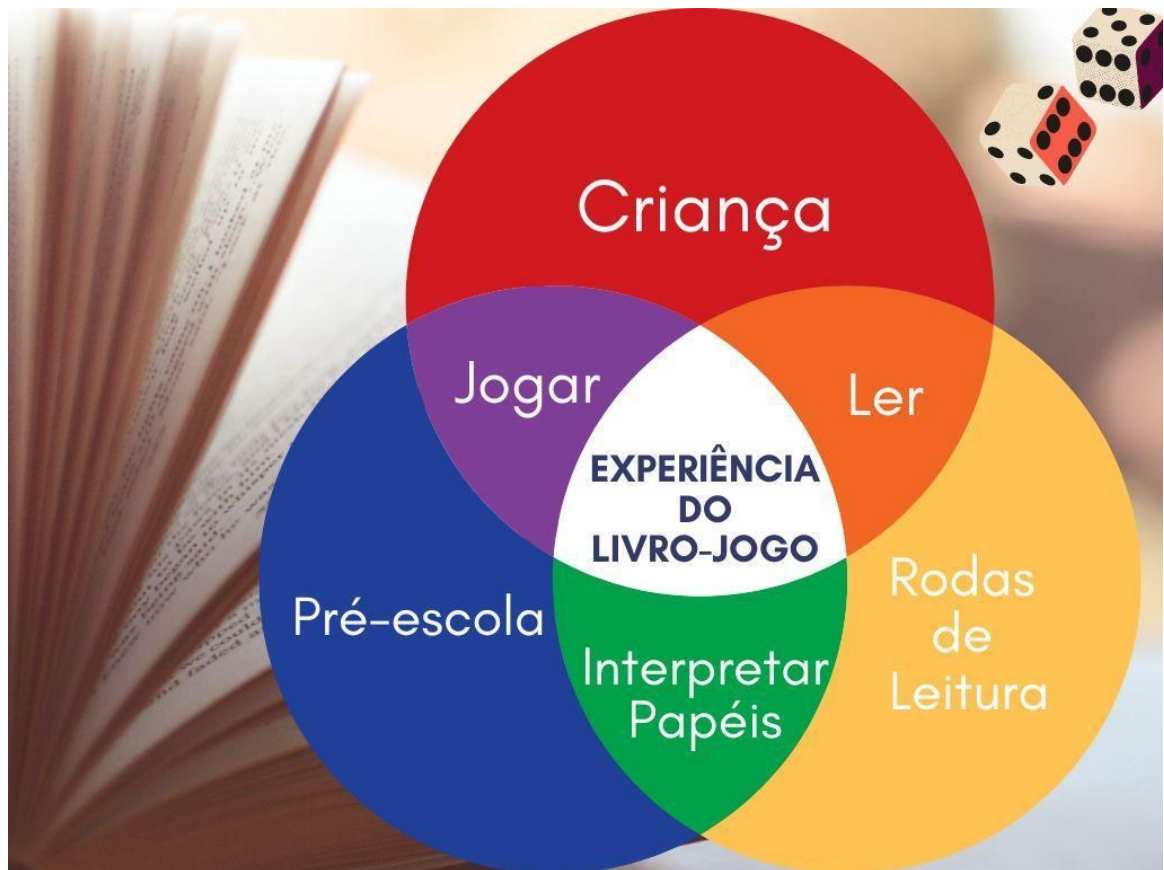 Criança
Jogar
Ler
EXPERIÊNCIA
DO
LIVRO-JOGO
Pré-escola
Rodas
de
Leitura
Interpretar
Papéis